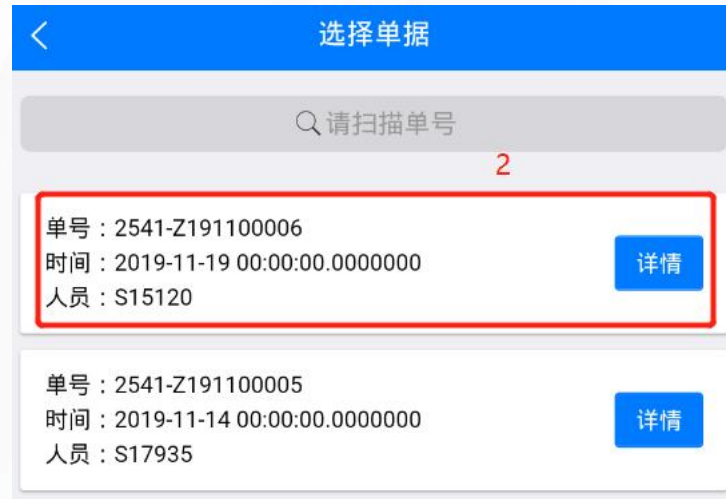 选择单据
请扫描单号
2
单号：2541-Z191100006
时间：2019-11-19 00:00:00.0000000
详情
人员：S15120
单号：2541-Z191100005
时间：2019-11-14 00:00:00.0000000
详情
人员：S17935